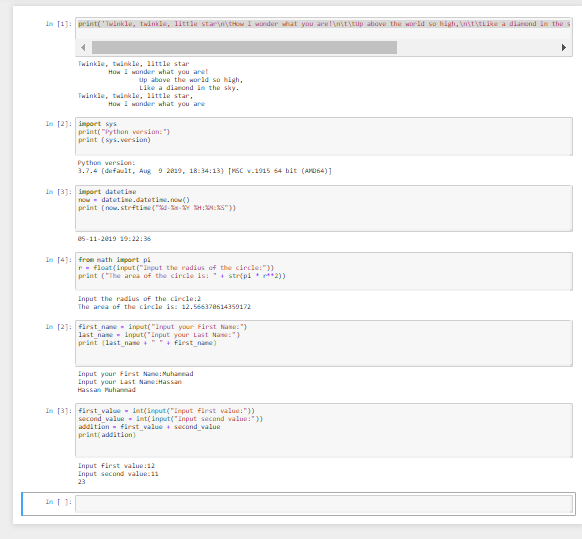 In [1]: print('Twinkle, twinkle, little star\n\tHow I wonder what you are!\n\t\tUp above the world so high,\n\t\tLike a diamond in the s
Twinkle, twinkle, little star
How I wonder what you are!
Up above the world so high,
Like a diamond in the sky.
Twinkle, twinkle, little star,
How I wonder what you are
In [2]: import sys
print("Python version:")
print (sys.version)
Python version:
3.7.4 (default, Aug  9 2019, 18:34:13) [MSC v.1915 64 bit (AMD64)]
In [3]: import datetime
now = datetime.datetime.now()
print (now.strftime("%d-%m-%Y %H:%M:%S"))
05-11-2019 19:22:36
In [4]: from math import pi
r = float(input("Input the radius of the circle:"))
print ("The area of the circle is: " + str(pi * r**2))
Input the radius of the circle:2
The area of the circle is: 12.566370614359172
In [2]: first_name = input("Input your First Name:")
last_name = input("Input your Last Name:")
print (last_name + " " + first_name)
Input your First Name:Muhammad
Input your Last Name:Hassan
Hassan Muhammad
In [3]: first_value = int(input("Input first value:"))
second_value = int(input("Input second value:"))
addition = first_value + second_value
print(addition)
Input first value:12
Input second value:11
23
In [ ]: